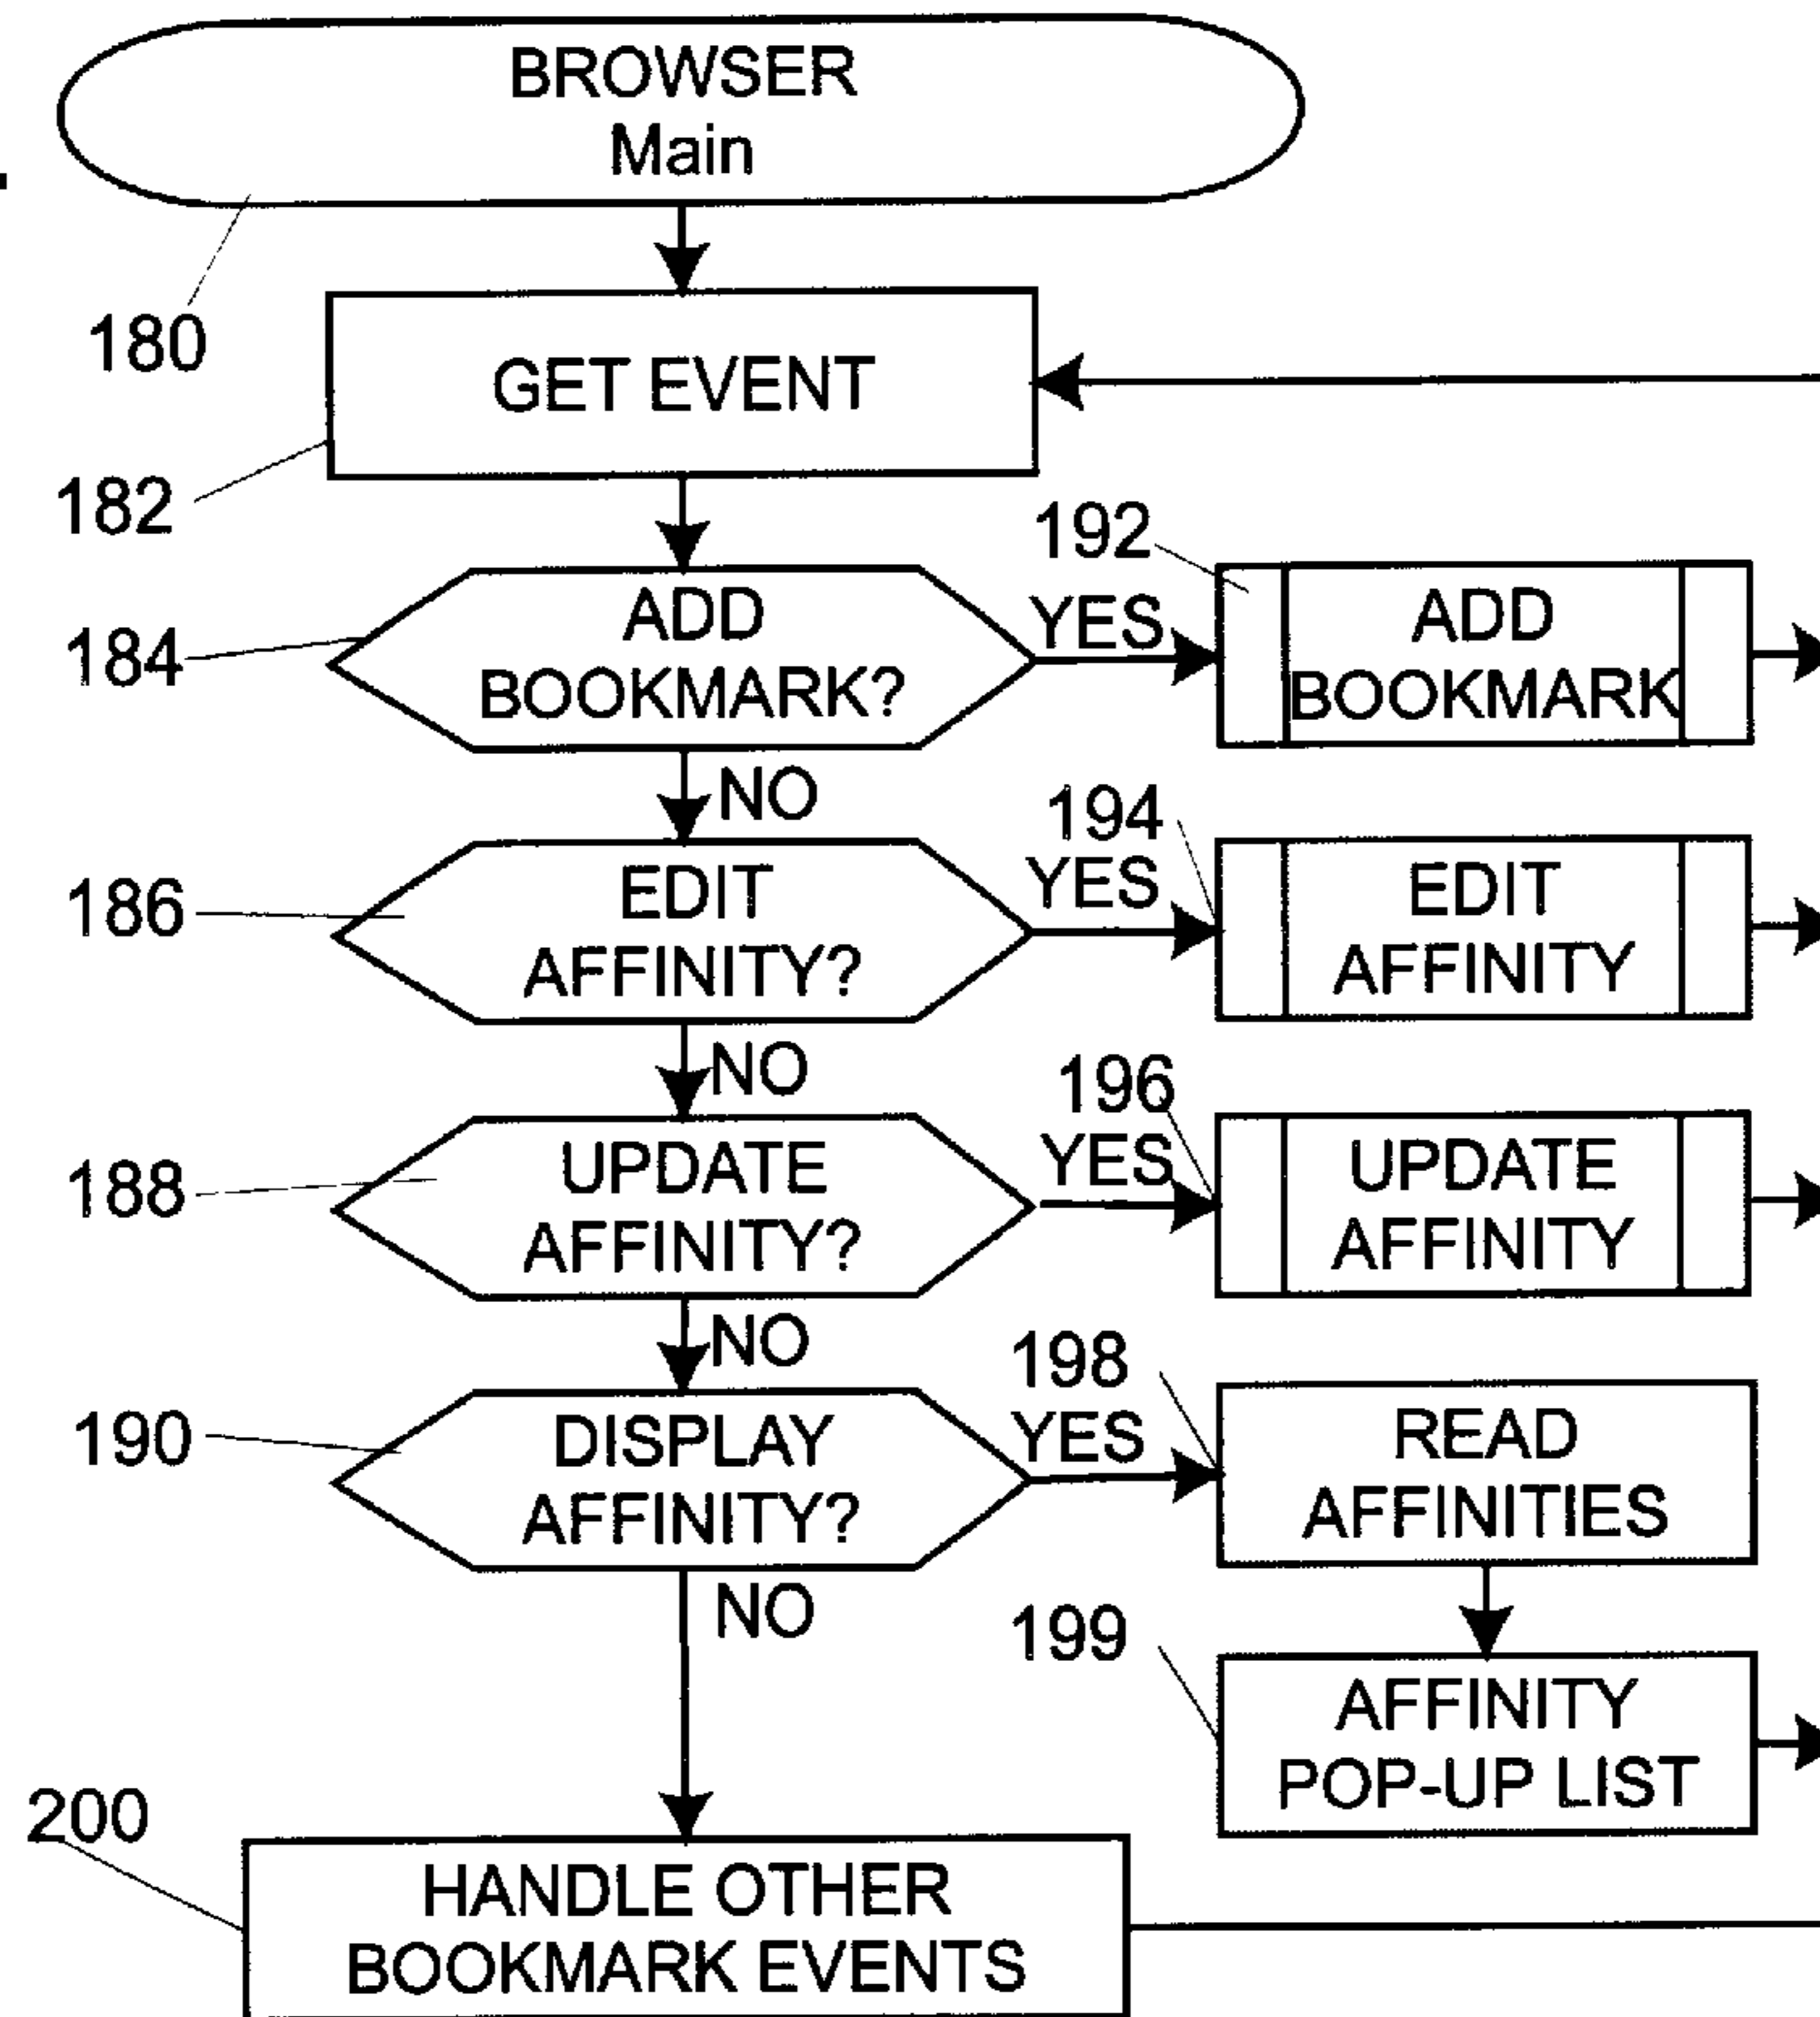 BROWSER
Main
180
GET EVENT
182
192
184
ADD
BOOKMARK?
YES
ADD
BOOKMARK
NO
194
186
EDIT
AFFINITY?
YES
EDIT
AFFINITY
NO
196
188
UPDATE
AFFINITY?
YES
UPDATE
AFFINITY
NO
198
190
DISPLAY
AFFINITY?
YES
READ
AFFINITIES
NO
199
AFFINITY
POP-UP LIST
200
HANDLE OTHER
BOOKMARK EVENTS